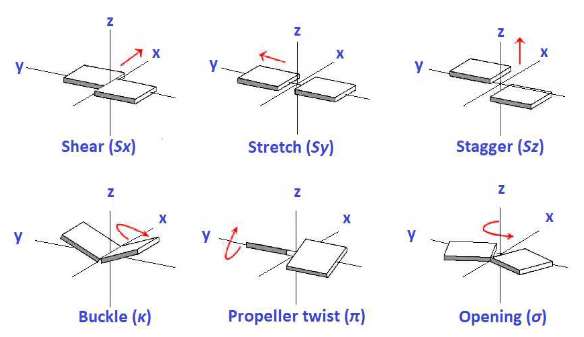 z
x
y
Shear (Sx)
z
x
y
Stretch (Sy)
z
x
y
Stagger (Sz)
z
x
y
Buckle (κ)
z
x
y
Propeller twist (π)
z
x
y
Opening (σ)